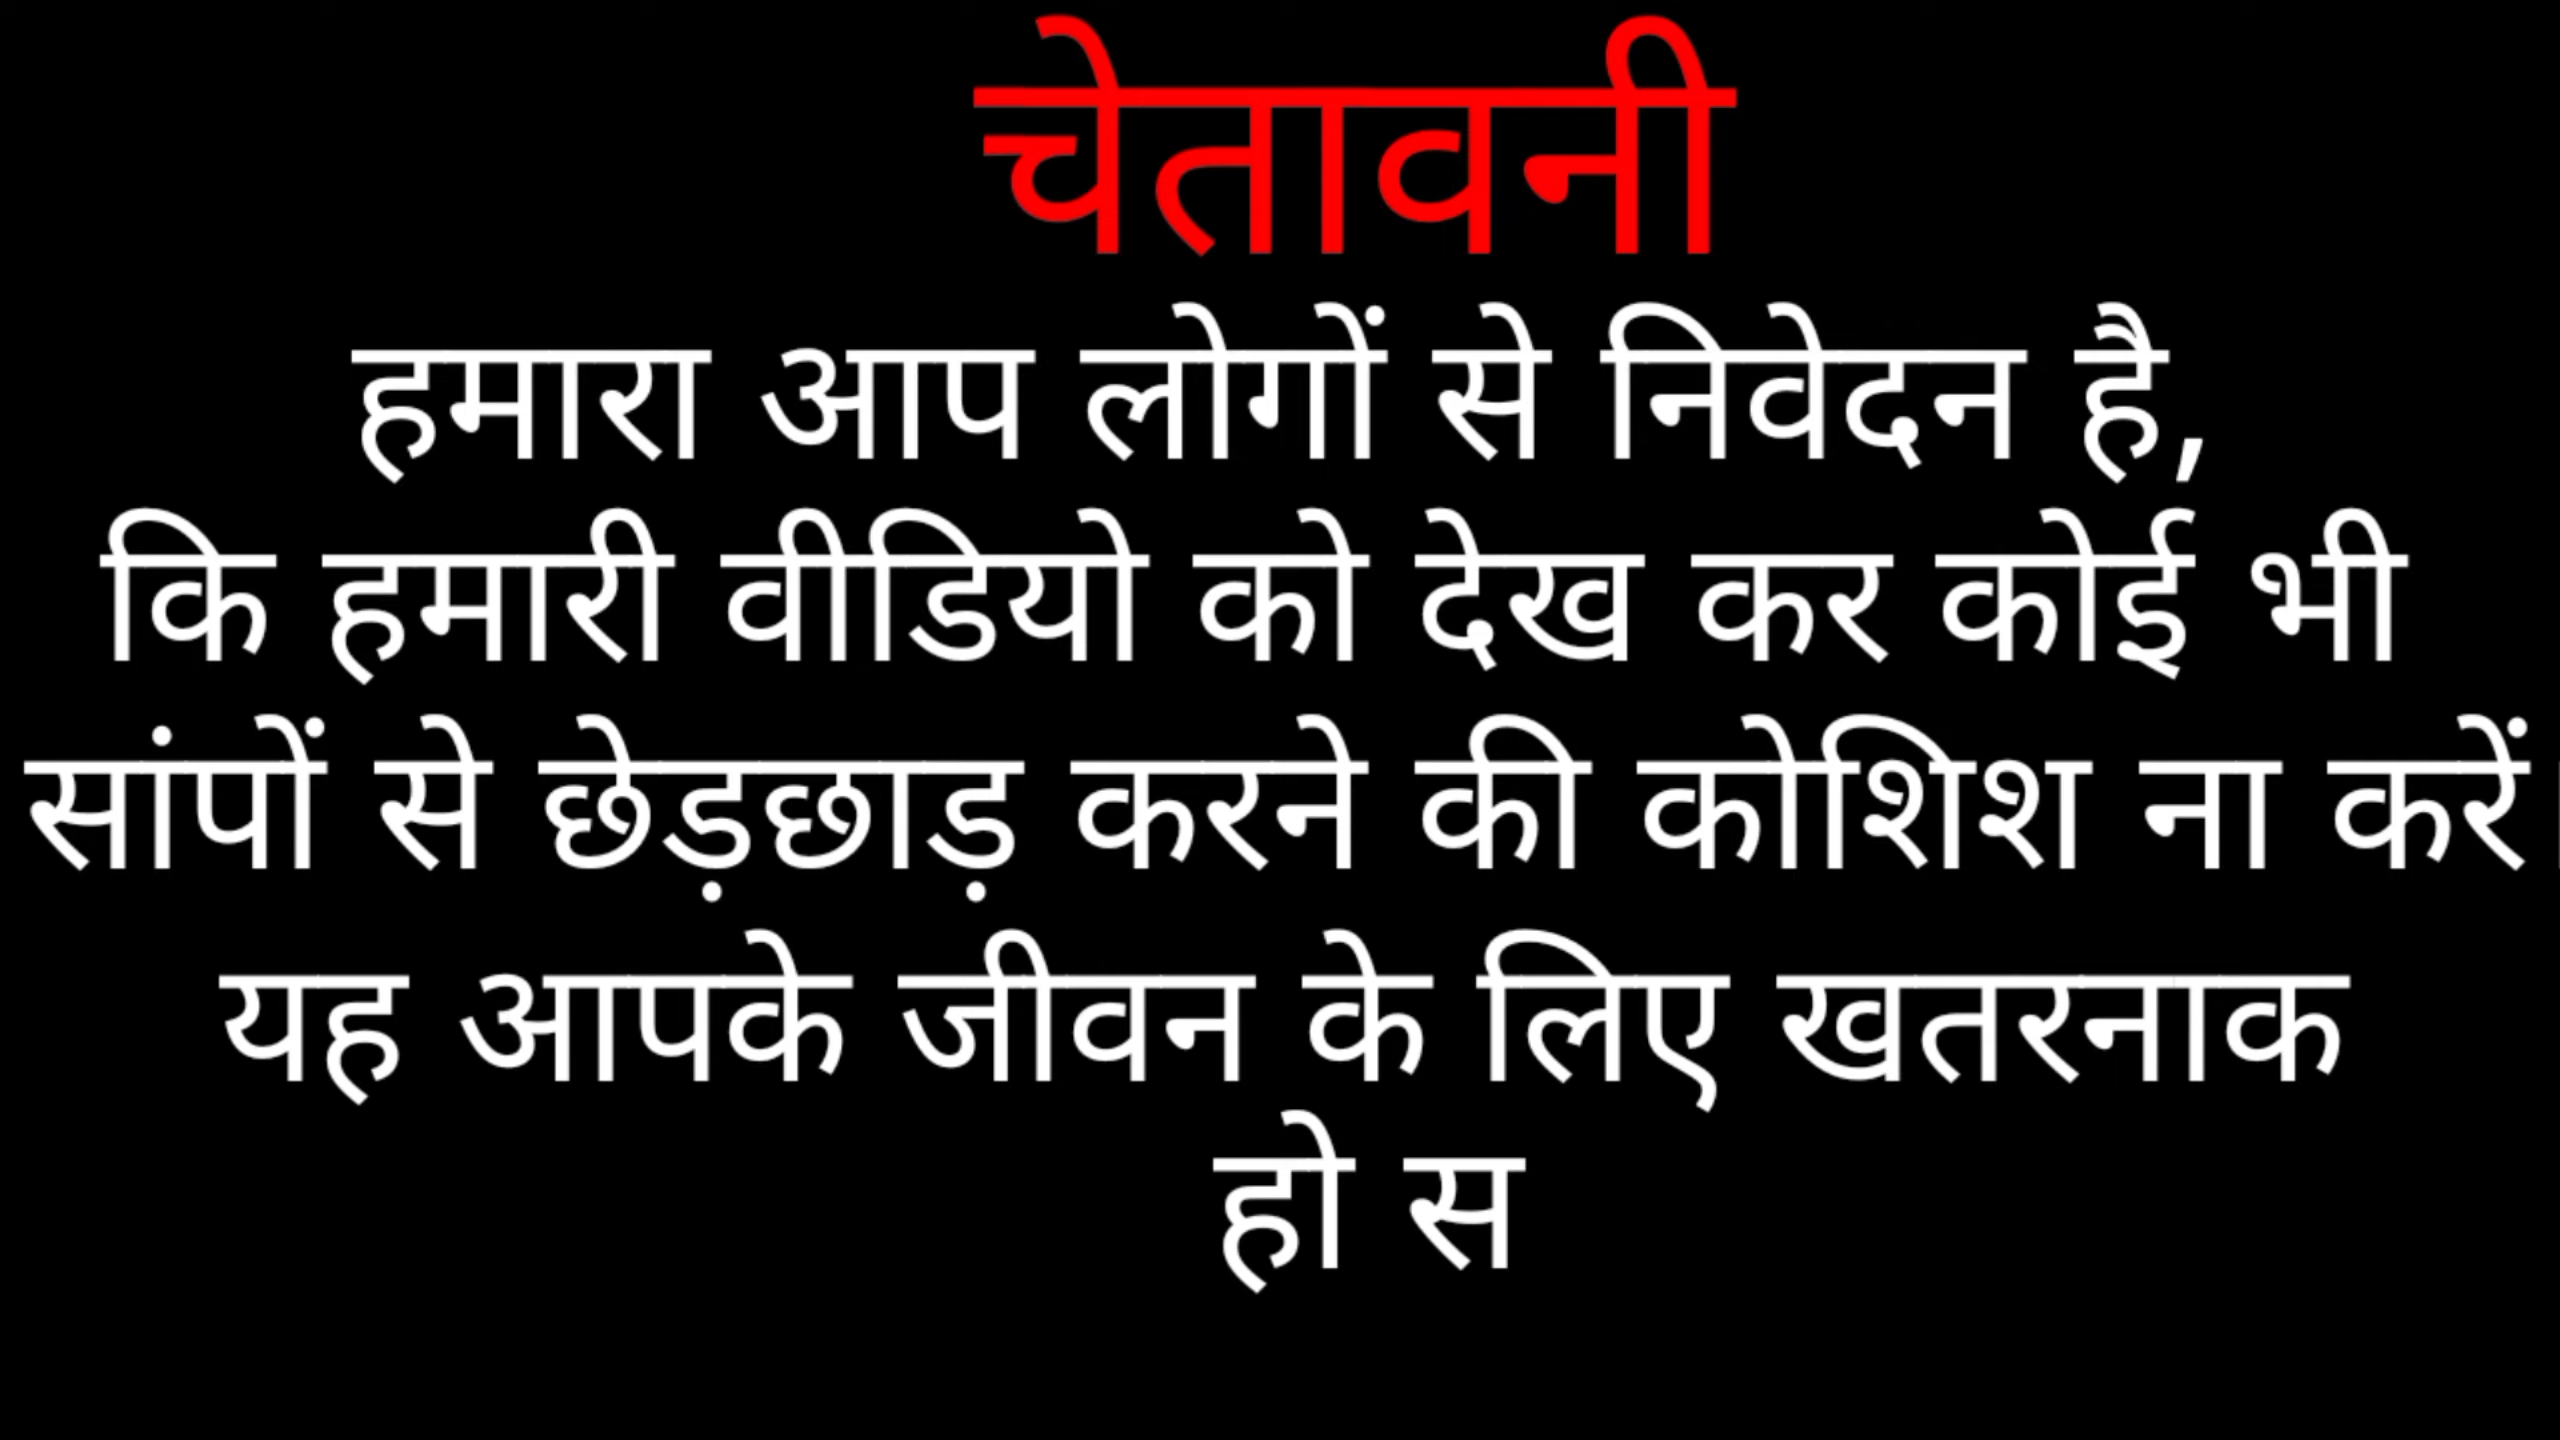 चेतावनी
हमारा आप लोगों से निवेदन है,
कि हमारी वीडियो को देख कर कोई भी
सांपों से छेड़छाड़ करने की कोशिश ना करें।
यह आपके जीवन के लिए खतरनाक
हो स